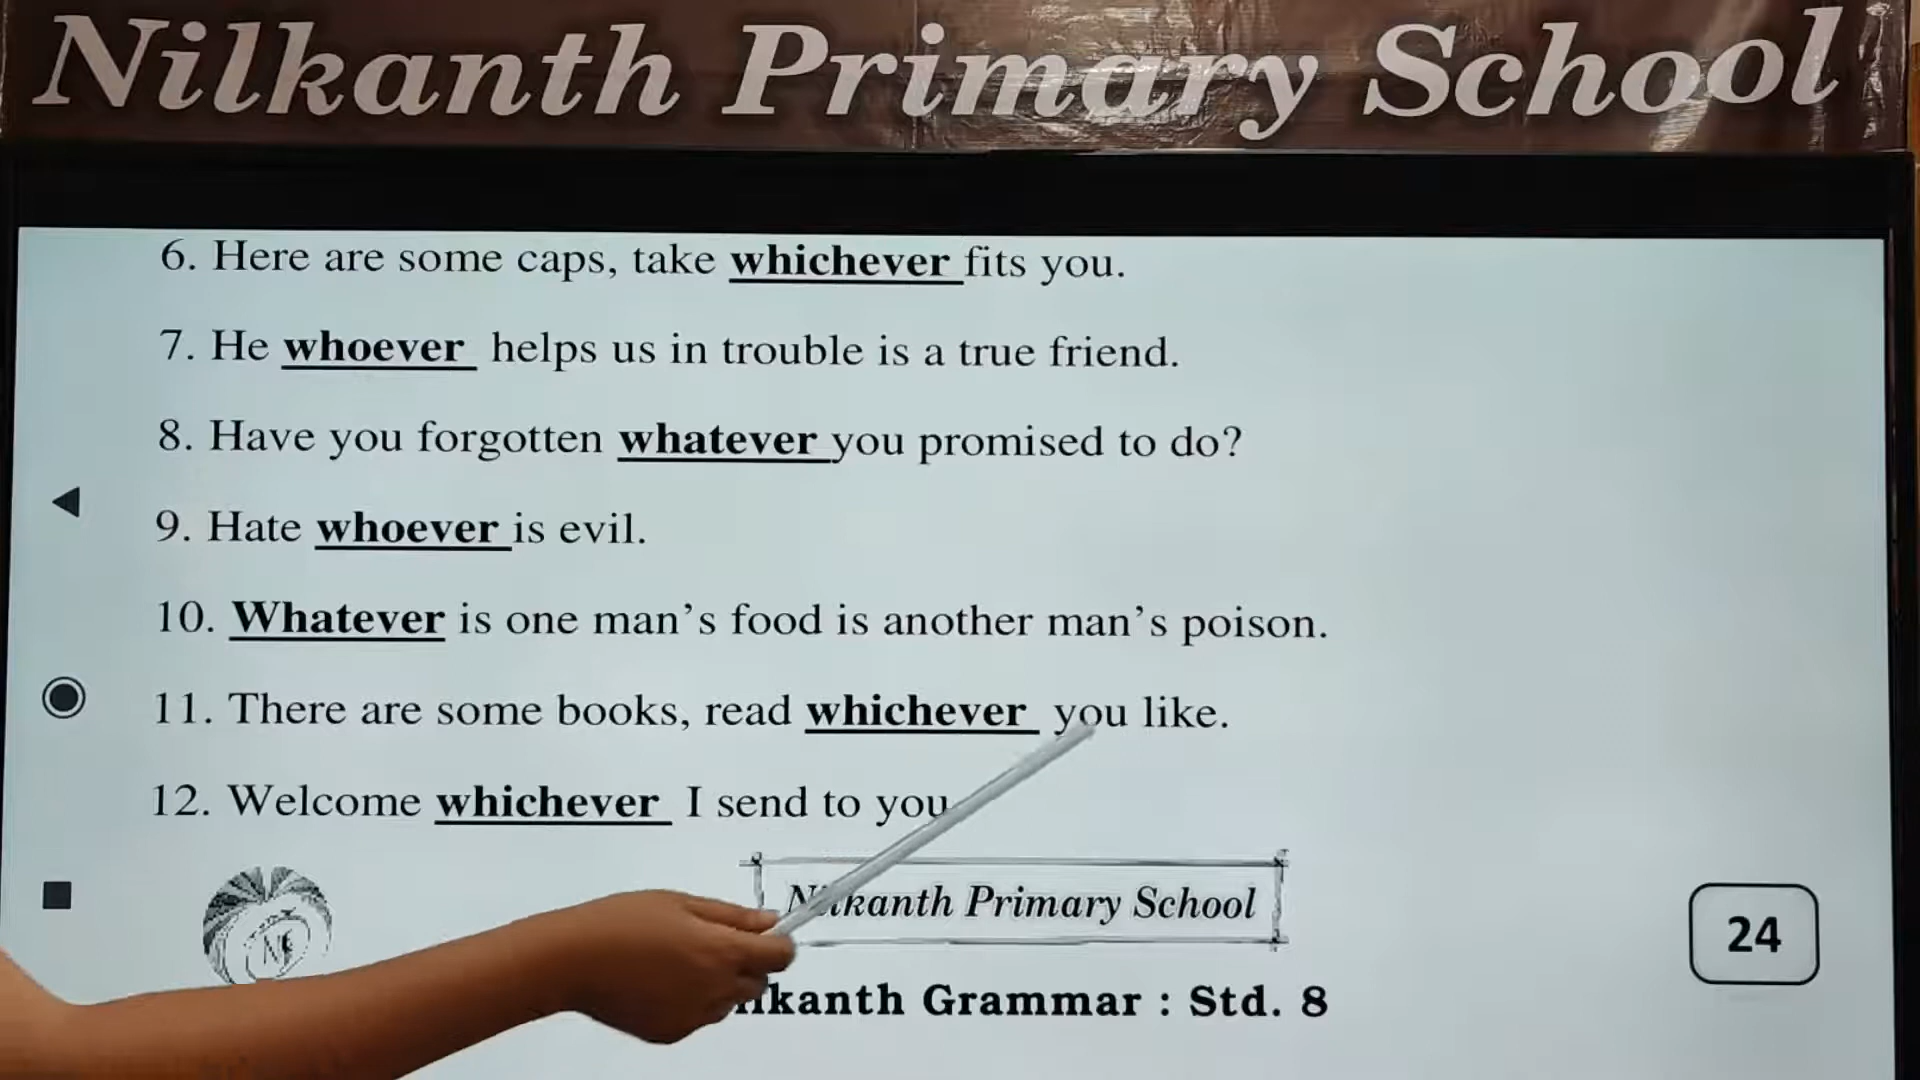 Nilkanth Primary School
6. Here are some caps, take whichever fits you.
7. He whoever helps us in trouble is a true friend.
8. Have you forgotten whatever you promised to do?
9. Hate whoever is evil.
10. Whatever is one man's food is another man's poison.
11. There are some books, read whichever you like.
12. Welcome whichever I send to you
Nilkanth Primary School
24
Grammar : Std. 8